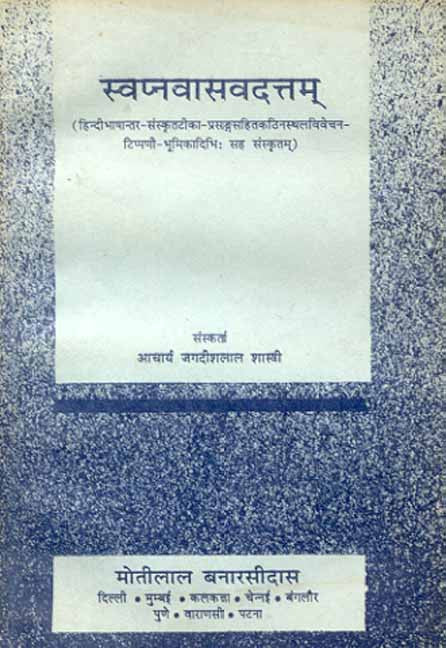 स्वप्नवासवदत्तम्
(हिन्दीभाषान्तर-संस्कृतटीका-प्रसङ्गसहितकठिनस्थलविवेचन-
टिप्पणी-भूमिकादिभिः सह संस्कृतम्)
संस्कर्ता
आचार्य जगदीशलाल शास्त्री
मोतीलाल बनारसीदास
दिल्ली • मुम्बई • कलकत्ता • चेन्नई • बंगलौर
पुणे • वाराणसी • पटना